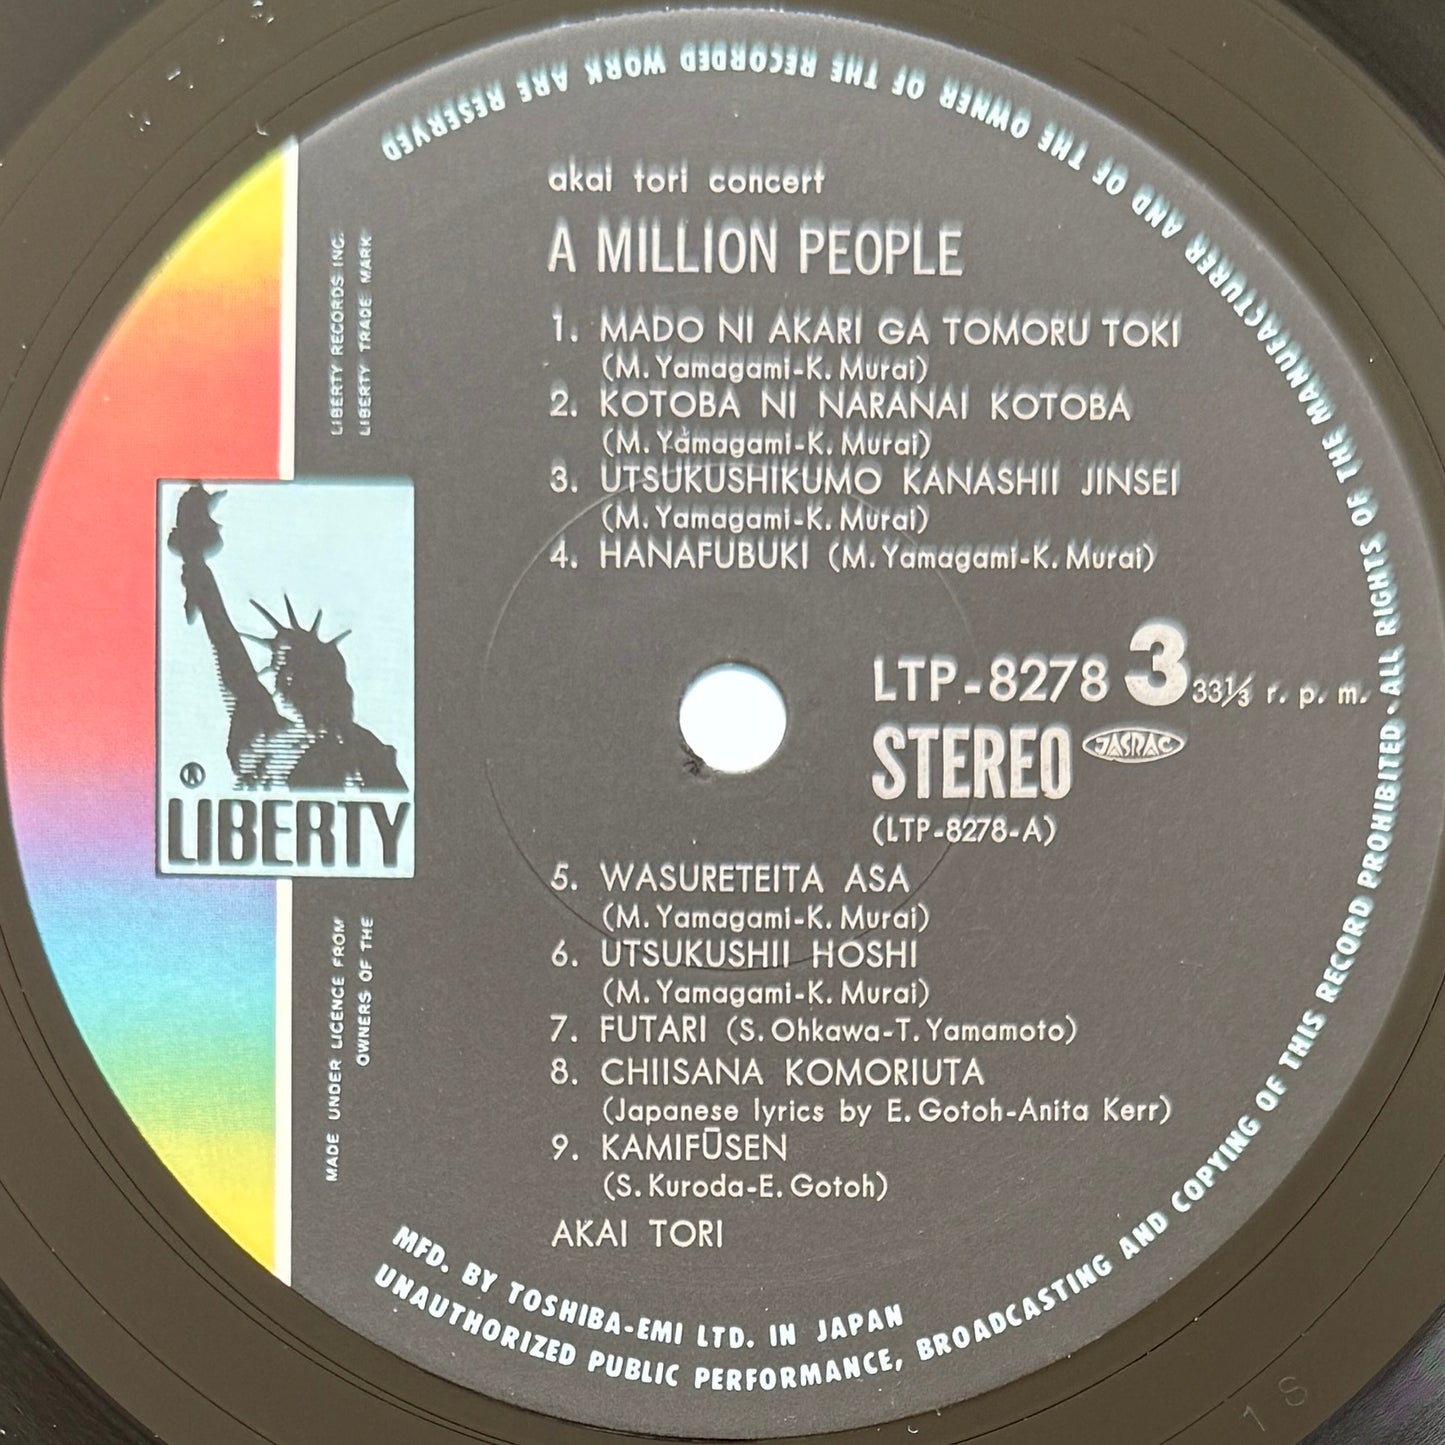 akai tori concert
A MILLION PEOPLE
1. MADO NI AKARI GA TOMORU TOKI
(M. Yamagami-K. Murai)
2. KOTOBA NI NARANAI KOTOBA
(M. Yamagami-K. Murai)
3. UTSUKUSHIKUMO KANASHII JINSEI
(M. Yamagami-K. Murai)
4. HANAFUBUKI (M. Yamagami-K. Murai)
LTP-8278 3 33⅓ r. p. m.
STEREO JASRAC
(LTP-8278-A)
5. WASURETEITA ASA
(M. Yamagami-K. Murai)
6. UTSUKUSHII HOSHI
(M. Yamagami-K. Murai)
7. FUTARI (S. Ohkawa-T. Yamamoto)
8. CHIISANA KOMORIUTA
(Japanese lyrics by E. Gotoh-Anita Kerr)
9. KAMIFŪSEN
(S. Kuroda-E. Gotoh)
AKAI TORI
LIBERTY RECORDS INC.
LIBERTY TRADE MARK
®
LIBERTY
MADE UNDER LICENCE FROM
OWNERS OF THE
MFD. BY TOSHIBA-EMI LTD. IN JAPAN
UNAUTHORIZED PUBLIC PERFORMANCE, BROADCASTING AND COPYING OF THIS RECORD PROHIBITED · ALL RIGHTS OF THE MANUFACTURER AND OF THE OWNER OF THE RECORDED WORK ARE RESERVED
1 S